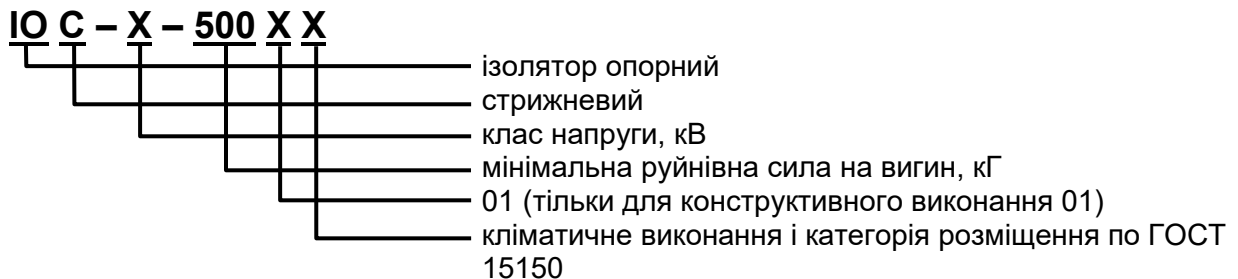 ІО С – Х – 500 Х Х
ізолятор опорний
стрижневий
клас напруги, кВ
мінімальна руйнівна сила на вигин, кГ
01 (тільки для конструктивного виконання 01)
кліматичне виконання і категорія розміщення по ГОСТ
15150